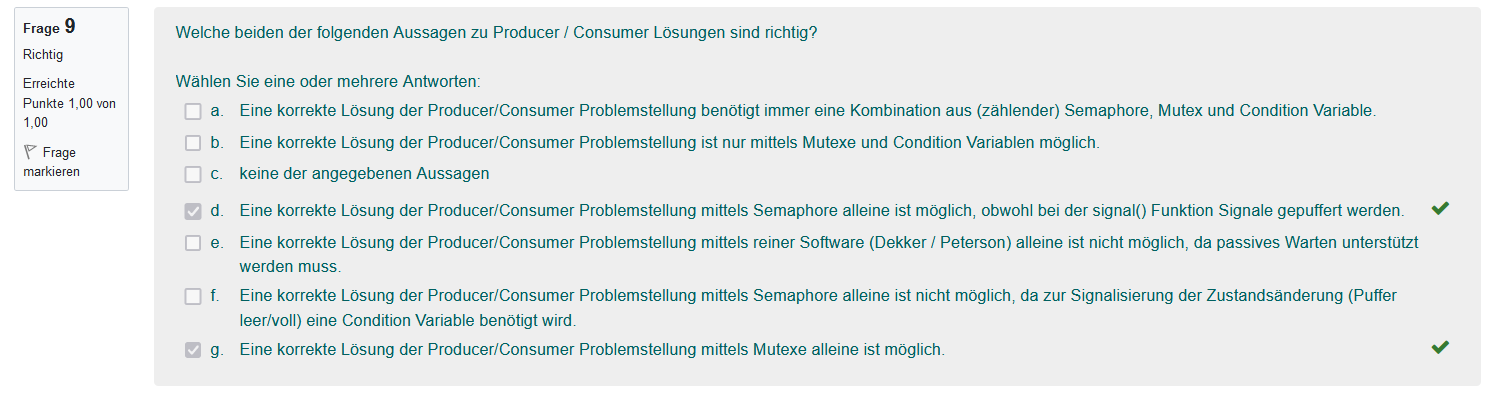 Frage 9
Richtig
Erreichte
Punkte 1,00 von
1,00
Frage
markieren
Welche beiden der folgenden Aussagen zu Producer / Consumer Lösungen sind richtig?
Wählen Sie eine oder mehrere Antworten:
a. Eine korrekte Lösung der Producer/Consumer Problemstellung benötigt immer eine Kombination aus (zählender) Semaphore, Mutex und Condition Variable.
b. Eine korrekte Lösung der Producer/Consumer Problemstellung ist nur mittels Mutexe und Condition Variablen möglich.
c. keine der angegebenen Aussagen
d. Eine korrekte Lösung der Producer/Consumer Problemstellung mittels Semaphore alleine ist möglich, obwohl bei der signal() Funktion Signale gepuffert werden.
e. Eine korrekte Lösung der Producer/Consumer Problemstellung mittels reiner Software (Dekker / Peterson) alleine ist nicht möglich, da passives Warten unterstützt
werden muss.
f. Eine korrekte Lösung der Producer/Consumer Problemstellung mittels Semaphore alleine ist nicht möglich, da zur Signalisierung der Zustandsänderung (Puffer
leer/voll) eine Condition Variable benötigt wird.
g. Eine korrekte Lösung der Producer/Consumer Problemstellung mittels Mutexe alleine ist möglich.